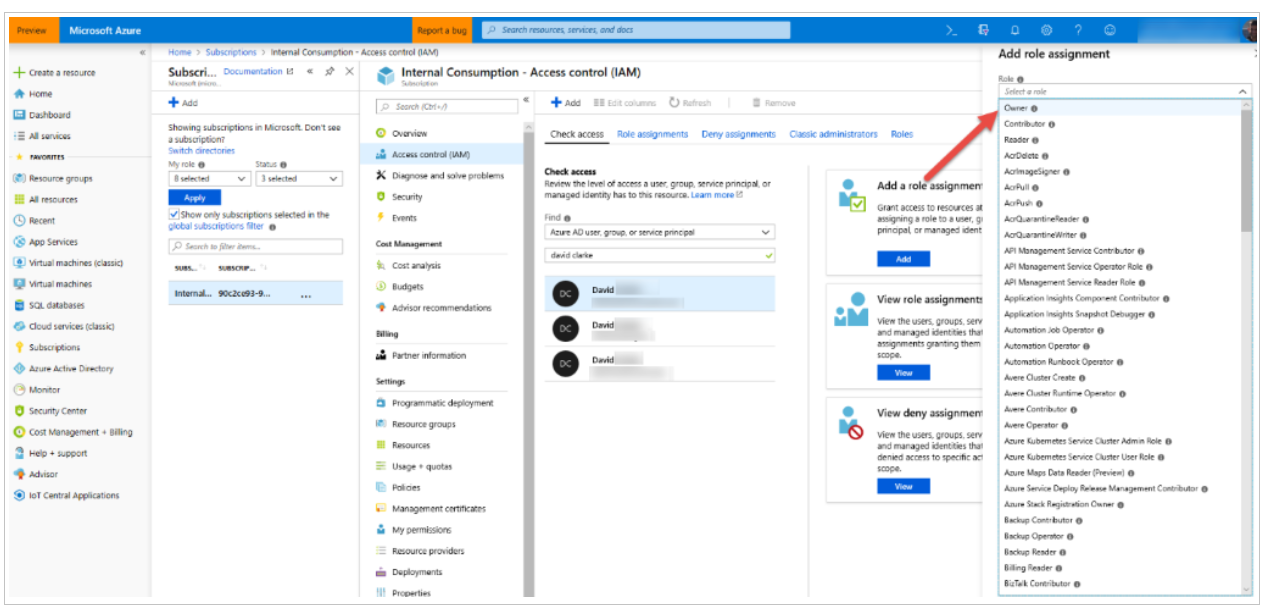 Preview
Microsoft Azure
Report a bug
Search resources, services, and docs
Create a resource
Home
Dashboard
All services
FAVORITES
Resource groups
All resources
Recent
App Services
Virtual machines (classic)
Virtual machines
SQL databases
Cloud services (classic)
Subscriptions
Azure Active Directory
Monitor
Security Center
Cost Management + Billing
Help + support
Advisor
IoT Central Applications
Home > Subscriptions > Internal Consumption - Access control (IAM)
Subscri...
Documentation
Microsoft
Add
Showing subscriptions in Microsoft. Don't see
a subscription?
Switch directories
My role
Status
8 selected
3 selected
Apply
Show only subscriptions selected in the
global subscriptions filter
Search to filter items...
SUBS...
SUBSCRIP...
Internal...
90c2ce93-9...
...
Internal Consumption - Access control (IAM)
Subscription
Search (Ctrl+/)
Overview
Access control (IAM)
Diagnose and solve problems
Security
Events
Cost Management
Cost analysis
Budgets
Advisor recommendations
Billing
Partner information
Settings
Programmatic deployment
Resource groups
Resources
Usage + quotas
Policies
Management certificates
My permissions
Resource providers
Deployments
Properties
Add
Edit columns
Refresh
Remove
Check access
Role assignments
Deny assignments
Classic administrators
Roles
Check access
Review the level of access a user, group, service principal, or
managed identity has to this resource. Learn more
Find
Azure AD user, group, or service principal
david clarke
DC
David
DC
David
DC
David
Add a role assignment
Grant access to resources at
assigning a role to a user, g
principal, or managed ident
Add
View role assignments
View the users, groups, serv
and managed identities that
assignments granting them
scope.
View
View deny assignment
View the users, groups, serv
and managed identities that
denied access to specific act
scope.
View
Add role assignment
Role
Select a role
Owner
Contributor
Reader
AcrDelete
AcrImageSigner
AcrPull
AcrPush
AcrQuarantineReader
AcrQuarantineWriter
API Management Service Contributor
API Management Service Operator Role
API Management Service Reader Role
Application Insights Component Contributor
Application Insights Snapshot Debugger
Automation Job Operator
Automation Operator
Automation Runbook Operator
Avere Cluster Create
Avere Cluster Runtime Operator
Avere Contributor
Avere Operator
Azure Kubernetes Service Cluster Admin Role
Azure Kubernetes Service Cluster User Role
Azure Maps Data Reader (Preview)
Azure Service Deploy Release Management Contributor
Azure Stack Registration Owner
Backup Contributor
Backup Operator
Backup Reader
Billing Reader
BizTalk Contributor